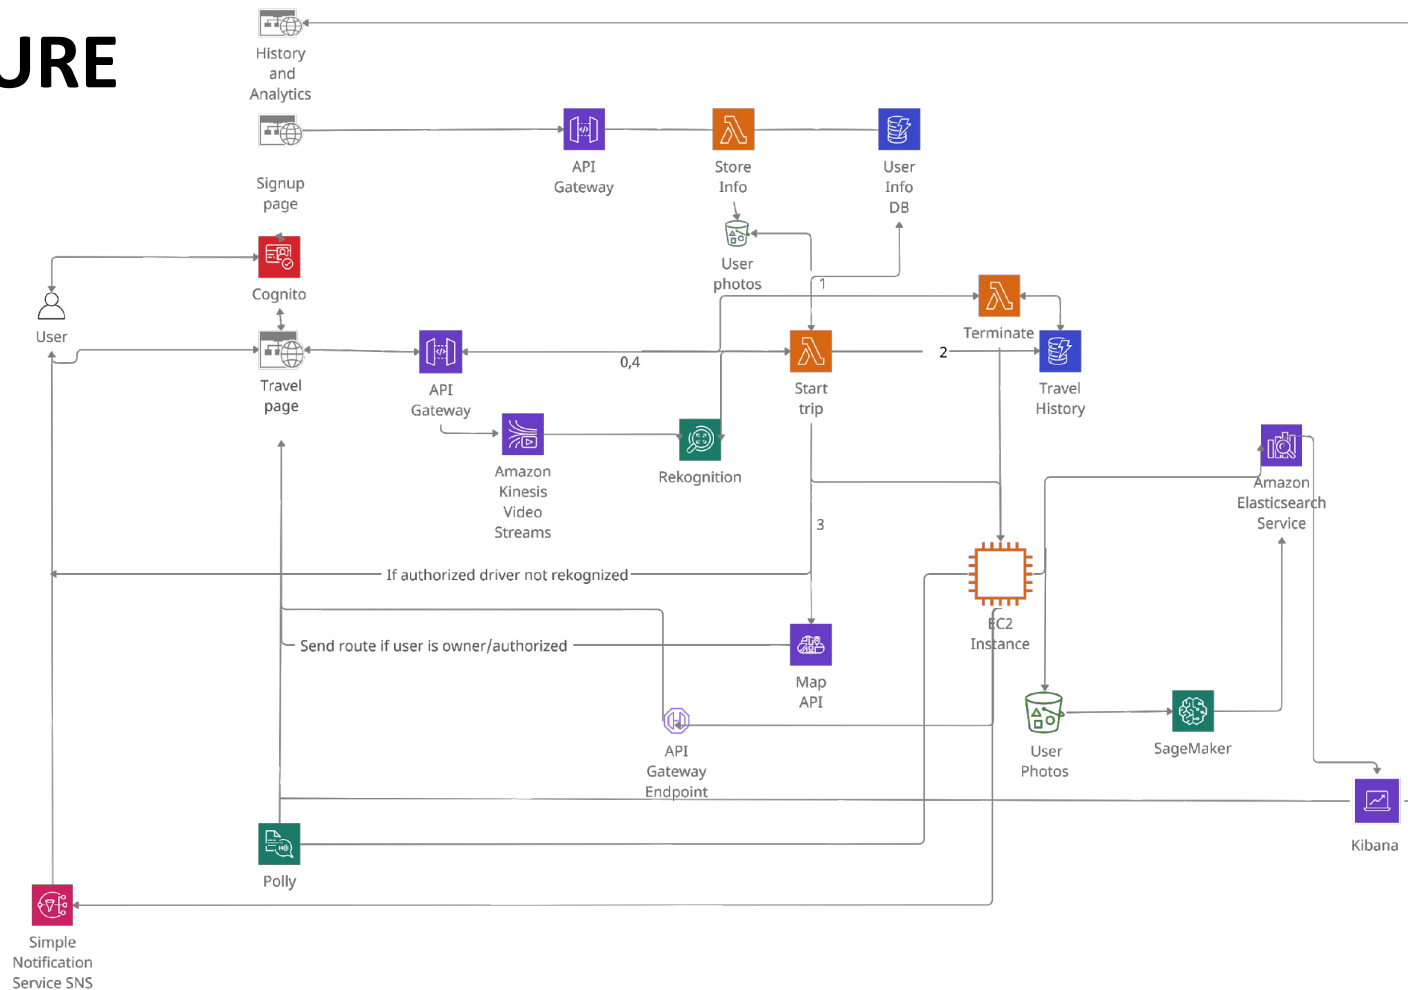 URE
History
and
Analytics
Signup
page
API
Gateway
Store
Info
User
Info
DB
User
photos
1
Cognito
User
Terminate
0,4
2
Travel
page
API
Gateway
Start
trip
Travel
History
Amazon
Kinesis
Video
Streams
Rekognition
3
Amazon
Elasticsearch
Service
If authorized driver not rekognized
EC2
Instance
Send route if user is owner/authorized
Map
API
API
Gateway
Endpoint
User
Photos
SageMaker
Kibana
Polly
Simple
Notification
Service SNS